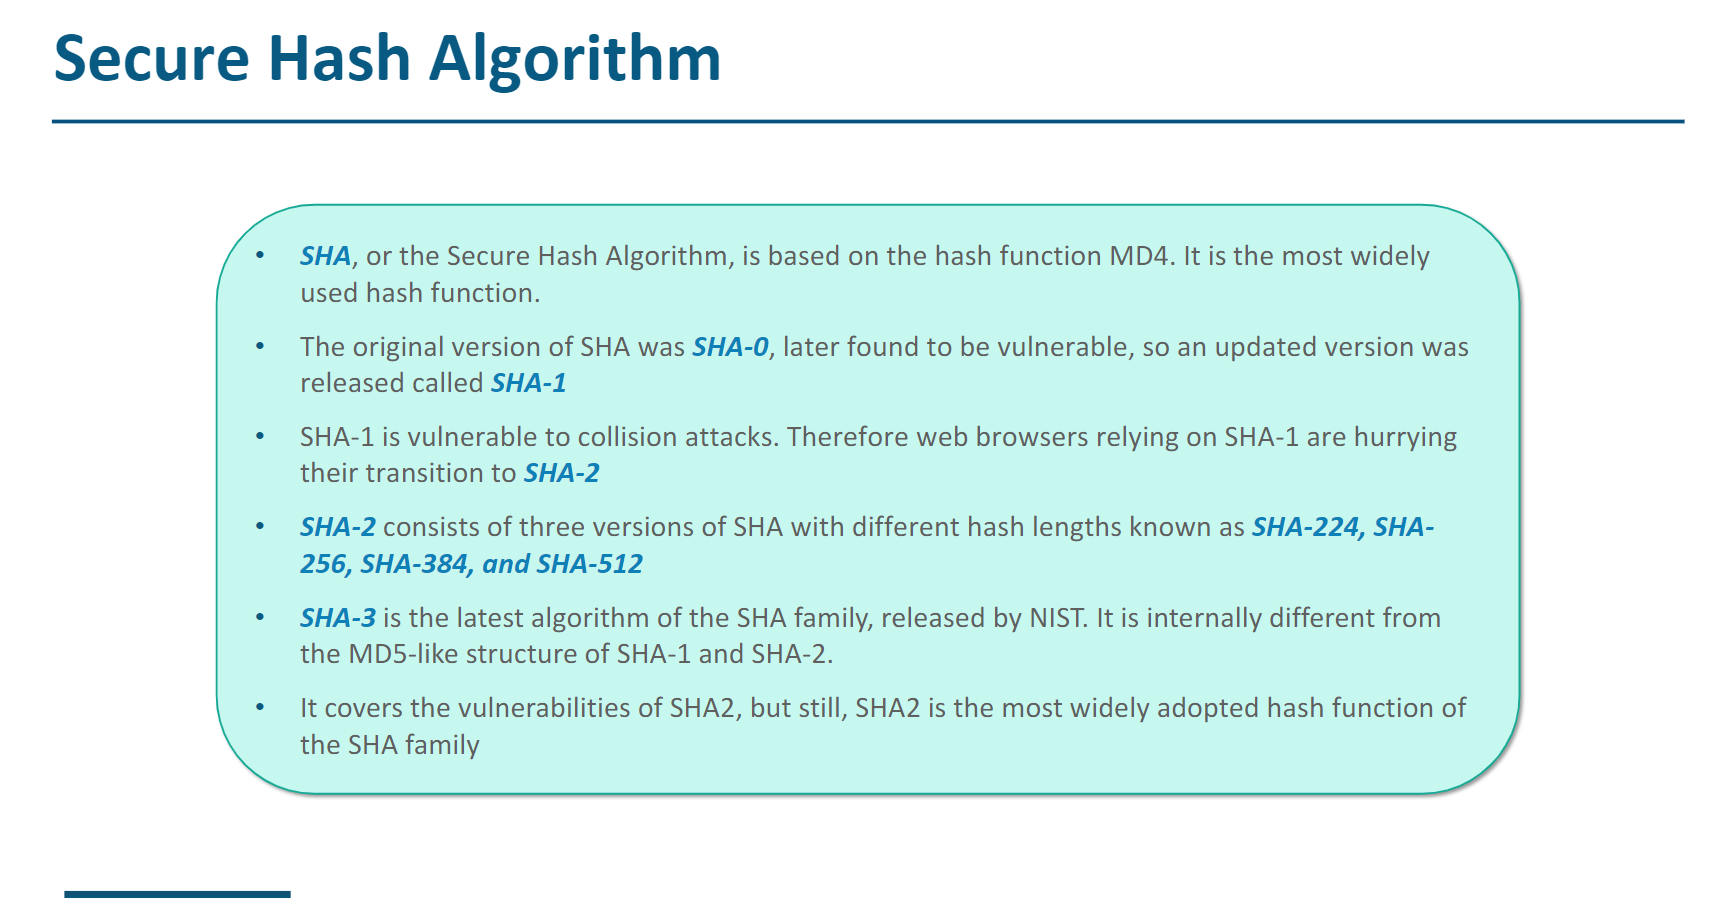 Secure Hash Algorithm
• SHA, or the Secure Hash Algorithm, is based on the hash function MD4. It is the most widely
used hash function.
• The original version of SHA was SHA-0, later found to be vulnerable, so an updated version was
released called SHA-1
• SHA-1 is vulnerable to collision attacks. Therefore web browsers relying on SHA-1 are hurrying
their transition to SHA-2
• SHA-2 consists of three versions of SHA with different hash lengths known as SHA-224, SHA-
256, SHA-384, and SHA-512
• SHA-3 is the latest algorithm of the SHA family, released by NIST. It is internally different from
the MD5-like structure of SHA-1 and SHA-2.
• It covers the vulnerabilities of SHA2, but still, SHA2 is the most widely adopted hash function of
the SHA family